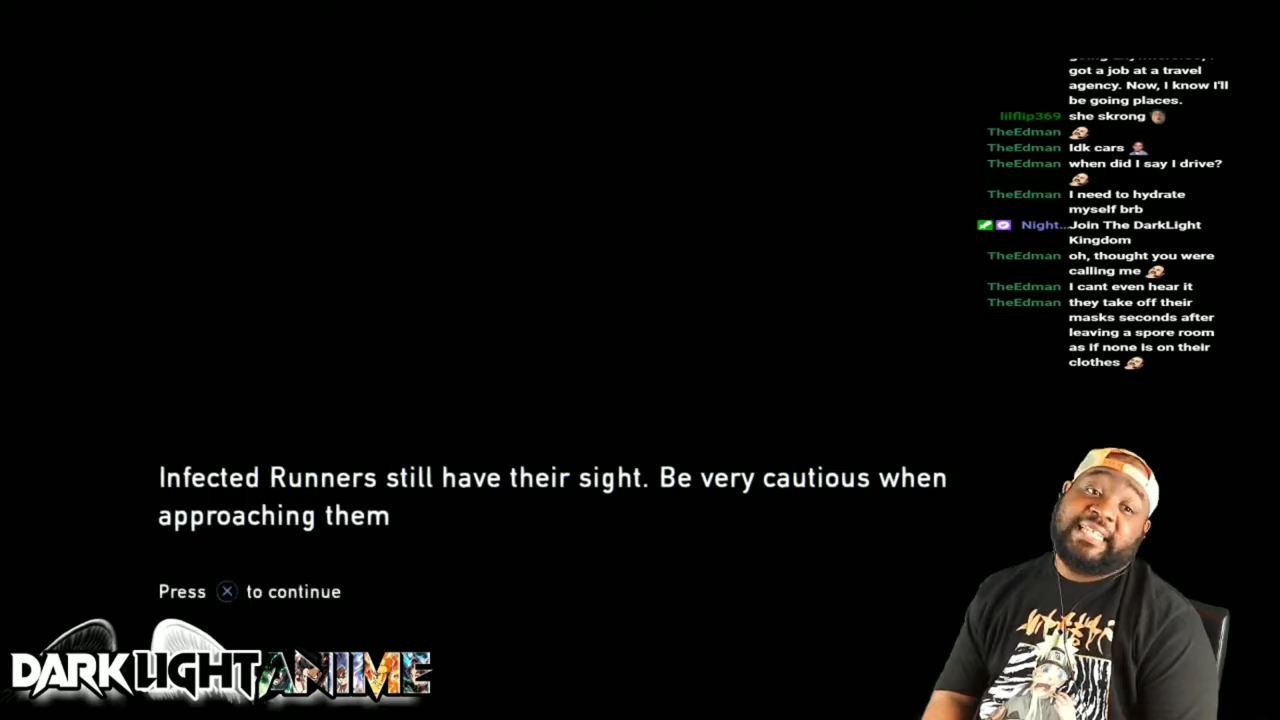 got a job at a travel
agency. Now, I know I'll
be going places.
lilflip369 she skrong
TheEdman
TheEdman Idk cars
TheEdman when did I say I drive?
TheEdman I need to hydrate
myself brb
Night... Join The DarkLight
Kingdom
TheEdman oh, thought you were
calling me
TheEdman I cant even hear it
TheEdman they take off their
masks seconds after
leaving a spore room
as if none is on their
clothes
Infected Runners still have their sight. Be very cautious when
approaching them
Press ⓧ to continue
DARKLIGHTANIME